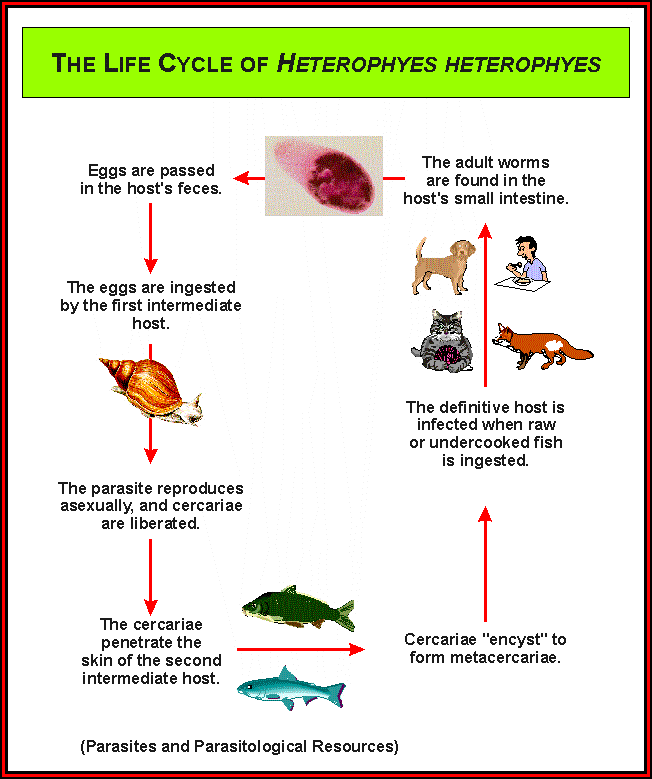 THE LIFE CYCLE OF HETEROPHYES HETEROPHYES
Eggs are passed
in the host's feces.
The adult worms
are found in the
host's small intestine.
The eggs are ingested
by the first intermediate
host.
The definitive host is
infected when raw
or undercooked fish
is ingested.
The parasite reproduces
asexually, and cercariae
are liberated.
The cercariae
penetrate the
skin of the second
intermediate host.
Cercariae "encyst" to
form metacercariae.
(Parasites and Parasitological Resources)